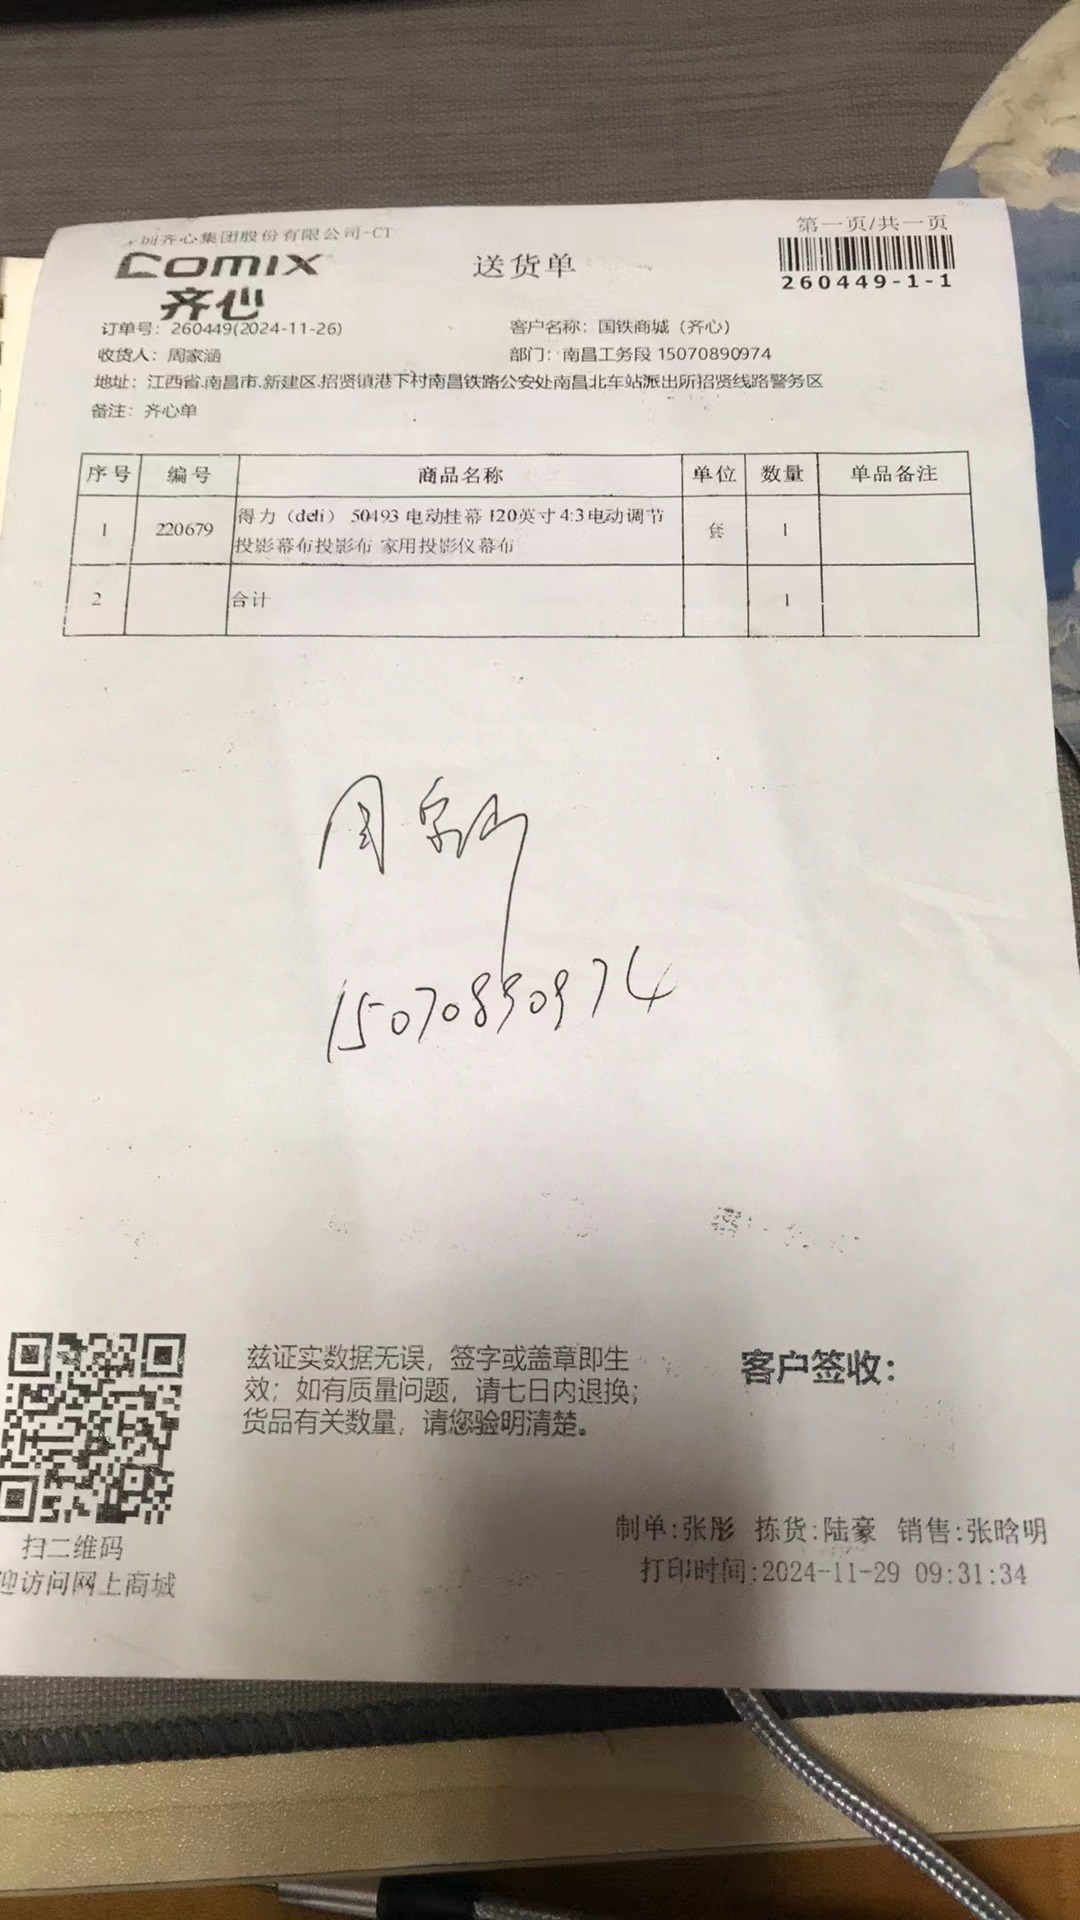 圳齐心集团股份有限公司-CT
第一页/共一页
COMIX
齐心
送货单
260449-1-1
订单号：260449(2024-11-26)
客户名称：国铁商城（齐心）
收货人：周家涵
部门：南昌工务段 15070890974
地址：江西省.南昌市.新建区.招贤镇港下村南昌铁路公安处南昌北车站派出所招贤线路警务区
备注：齐心单
序号 编号 商品名称 单位 数量 单品备注
1 220679 得力（deli） 50493 电动挂幕 120英寸 4:3电动调节
投影幕布投影布 家用投影仪幕布 套 1
2 合计 1
周家涵
15070890974
兹证实数据无误，签字或盖章即生
效；如有质量问题，请七日内退换；
货品有关数量，请您验明清楚。
客户签收：
扫二维码
迎访问网上商城
制单:张彤 拣货:陆豪 销售:张晗明
打印时间:2024-11-29 09:31:34